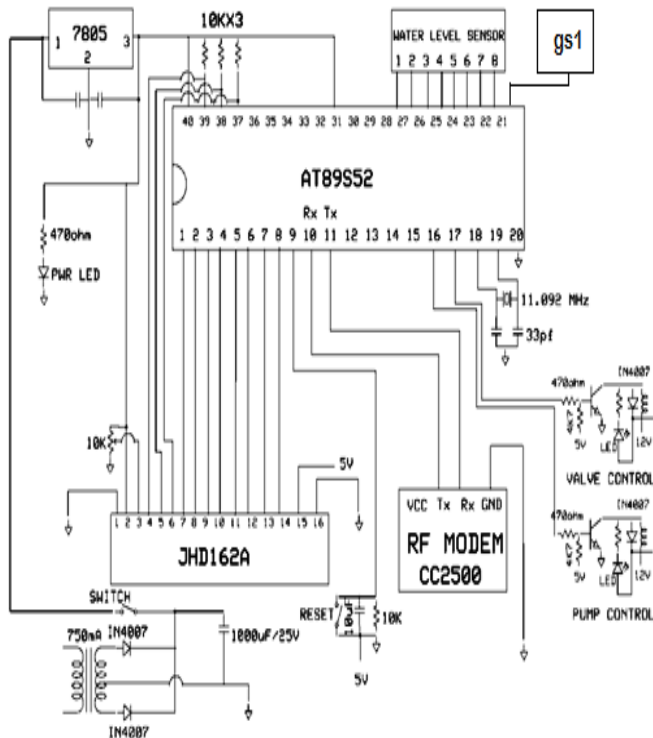 7805
1
3
2
10KX3
WATER LEVEL SENSOR
1 2 3 4 5 6 7 8
gs1
40 39 38 37 36 35 34 33 32 31 30 29 28 27 26 25 24 23 22 21
AT89S52
Rx Tx
1 2 3 4 5 6 7 8 9 10 11 12 13 14 15 16 17 18 19 20
470ohm
PWR LED
11.092 MHz
33pf
10K
5V
1 2 3 4 5 6 7 8 9 10 11 12 13 14 15 16
JHD162A
VCC Tx Rx GND
RF MODEM
CC2500
IN4007
470ohm
4K7
5V
LED
12V
VALVE CONTROL
IN4007
470ohm
4K7
5V
LED
12V
PUMP CONTROL
SWITCH
750mA
IN4007
1000uF/25V
IN4007
RESET
10uF
10K
5V